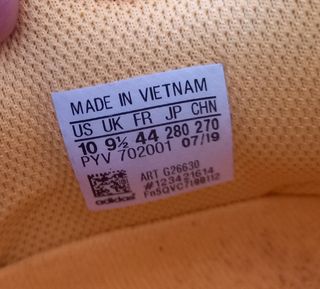 MADE IN VIETNAM
US UK FR JP CHN
10 9½ 44 280 270
PYV 702001 07/19
ART G26630
#123421614
adidas